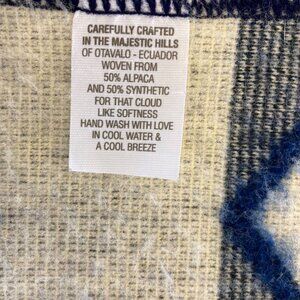 CAREFULLY CRAFTED
IN THE MAJESTIC HILLS
OF OTAVALO - ECUADOR
WOVEN FROM
50% ALPACA
AND 50% SYNTHETIC
FOR THAT CLOUD
LIKE SOFTNESS
HAND WASH WITH LOVE
IN COOL WATER &
A COOL BREEZE